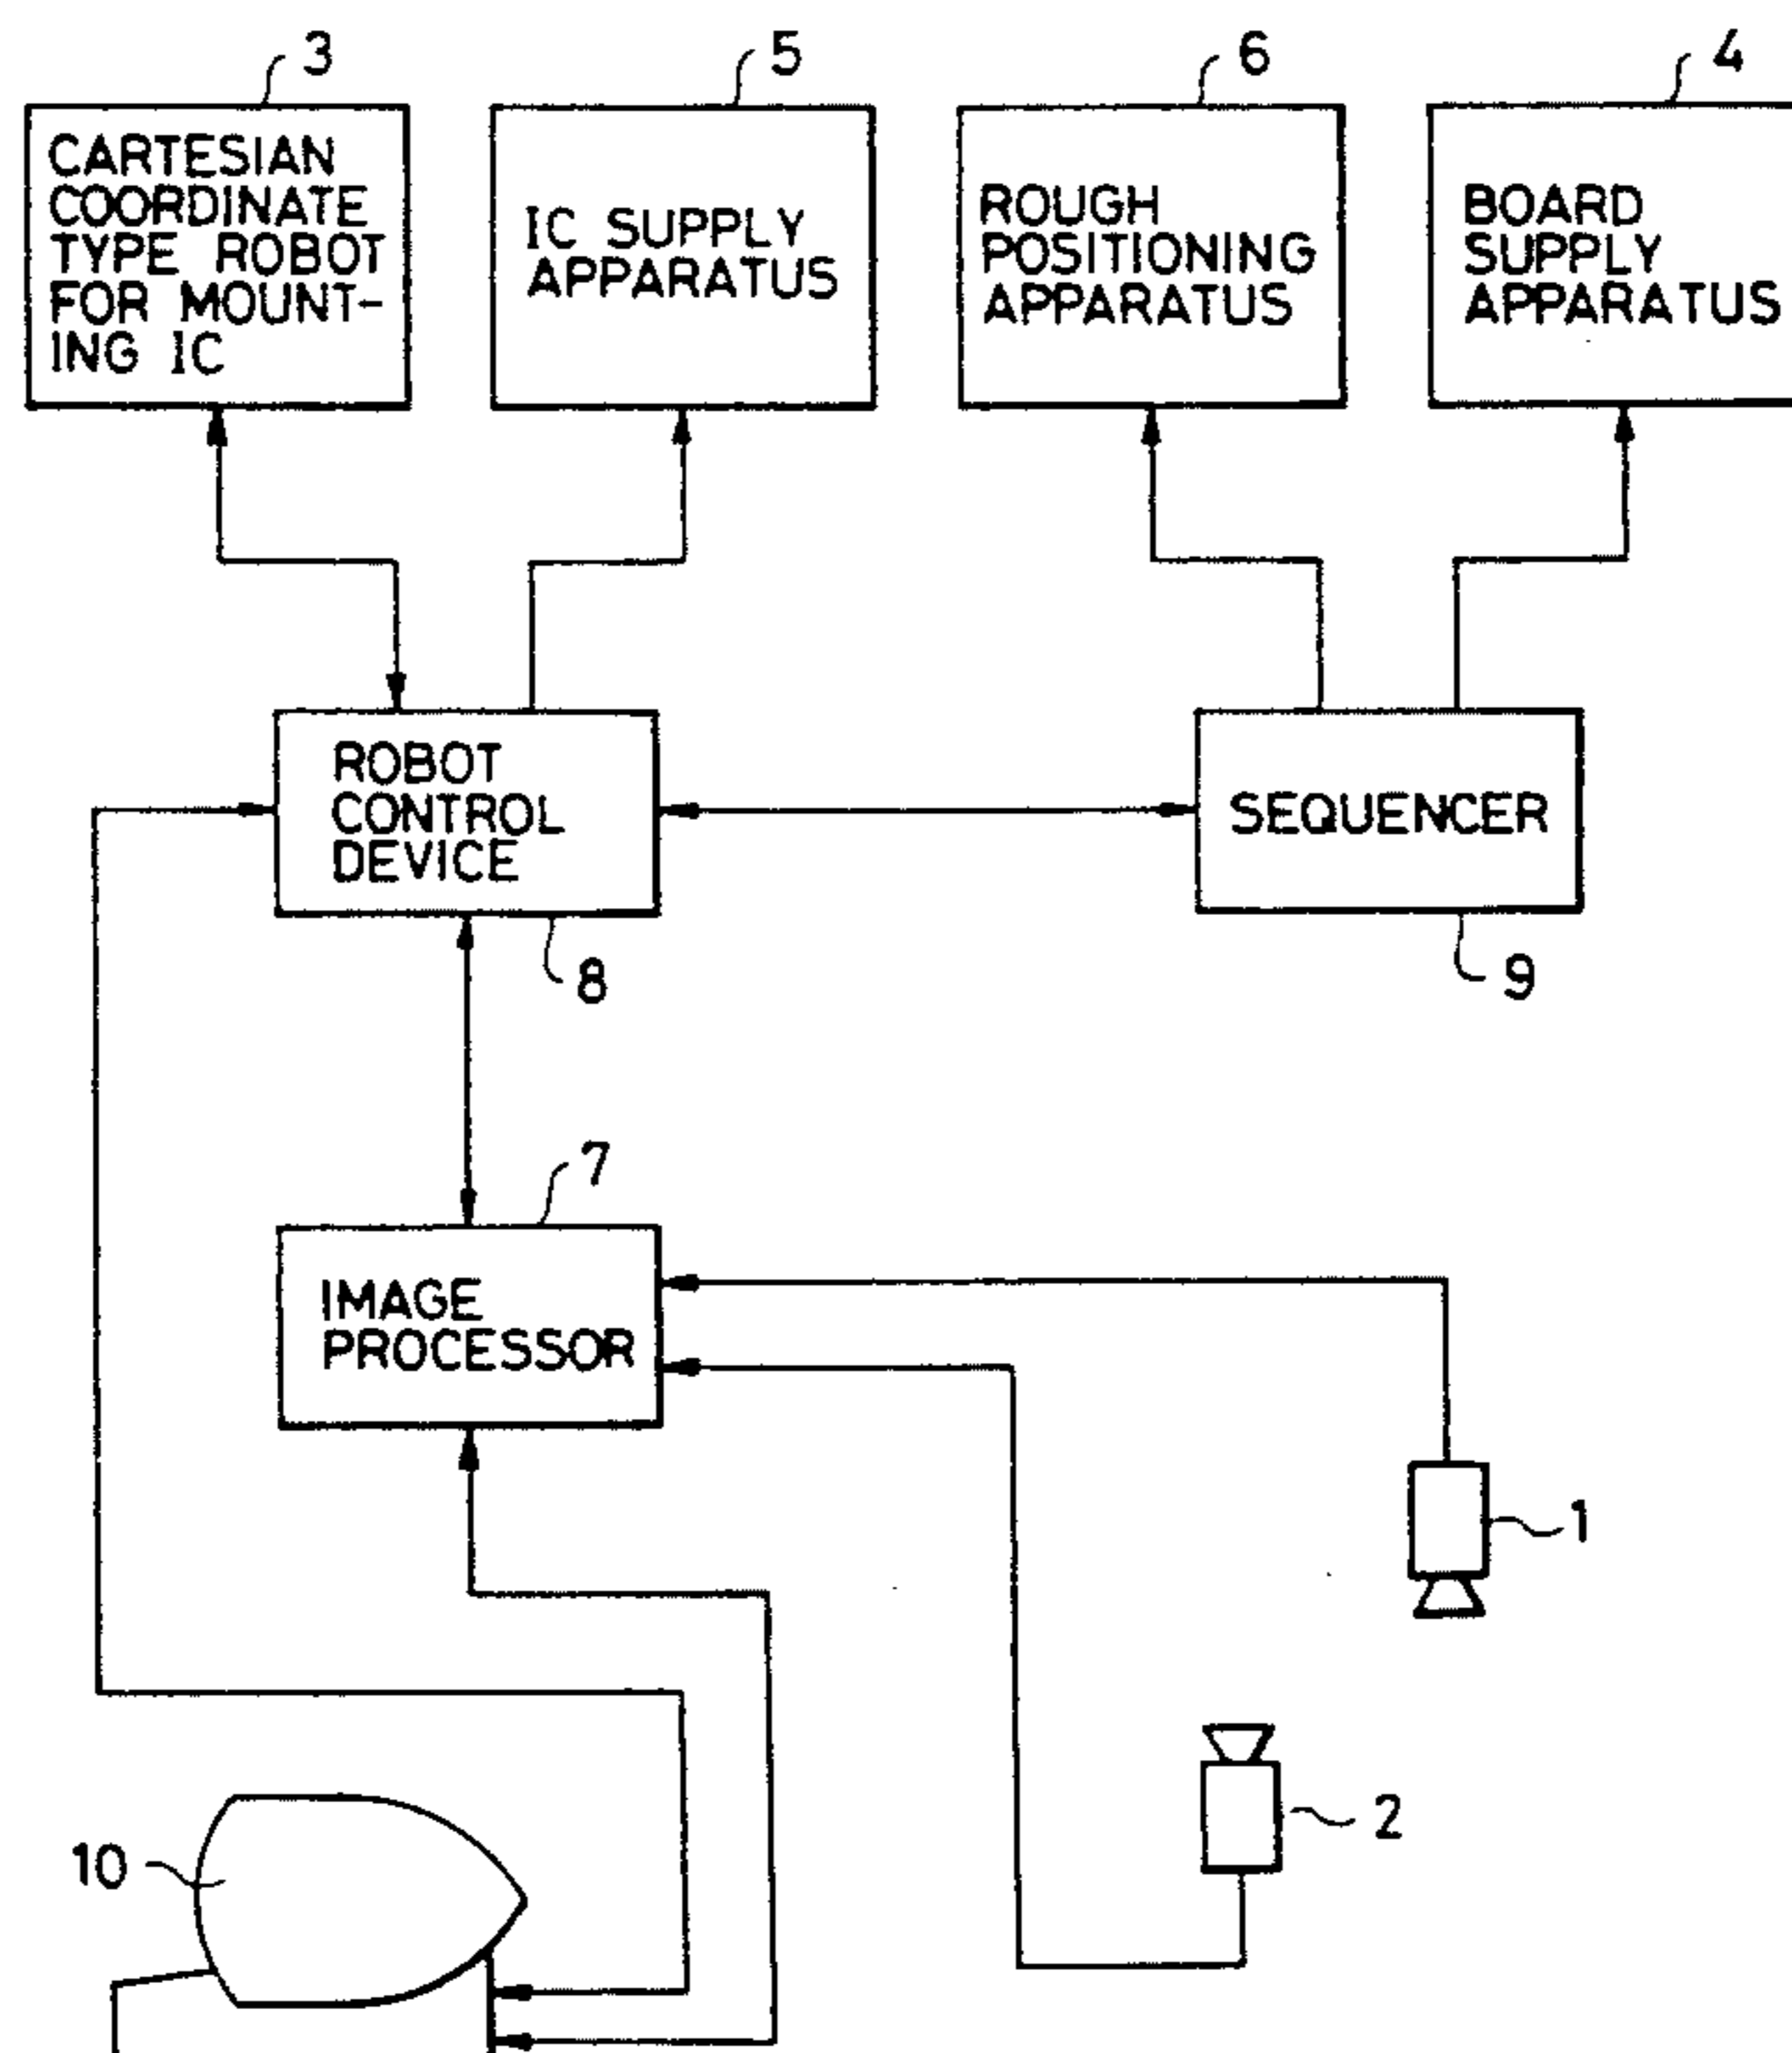 3
5
6
4
CARTESIAN
COORDINATE
TYPE ROBOT
FOR MOUNT-
ING IC
IC SUPPLY
APPARATUS
ROUGH
POSITIONING
APPARATUS
BOARD
SUPPLY
APPARATUS
ROBOT
CONTROL
DEVICE
SEQUENCER
8
9
7
IMAGE
PROCESSOR
1
2
10